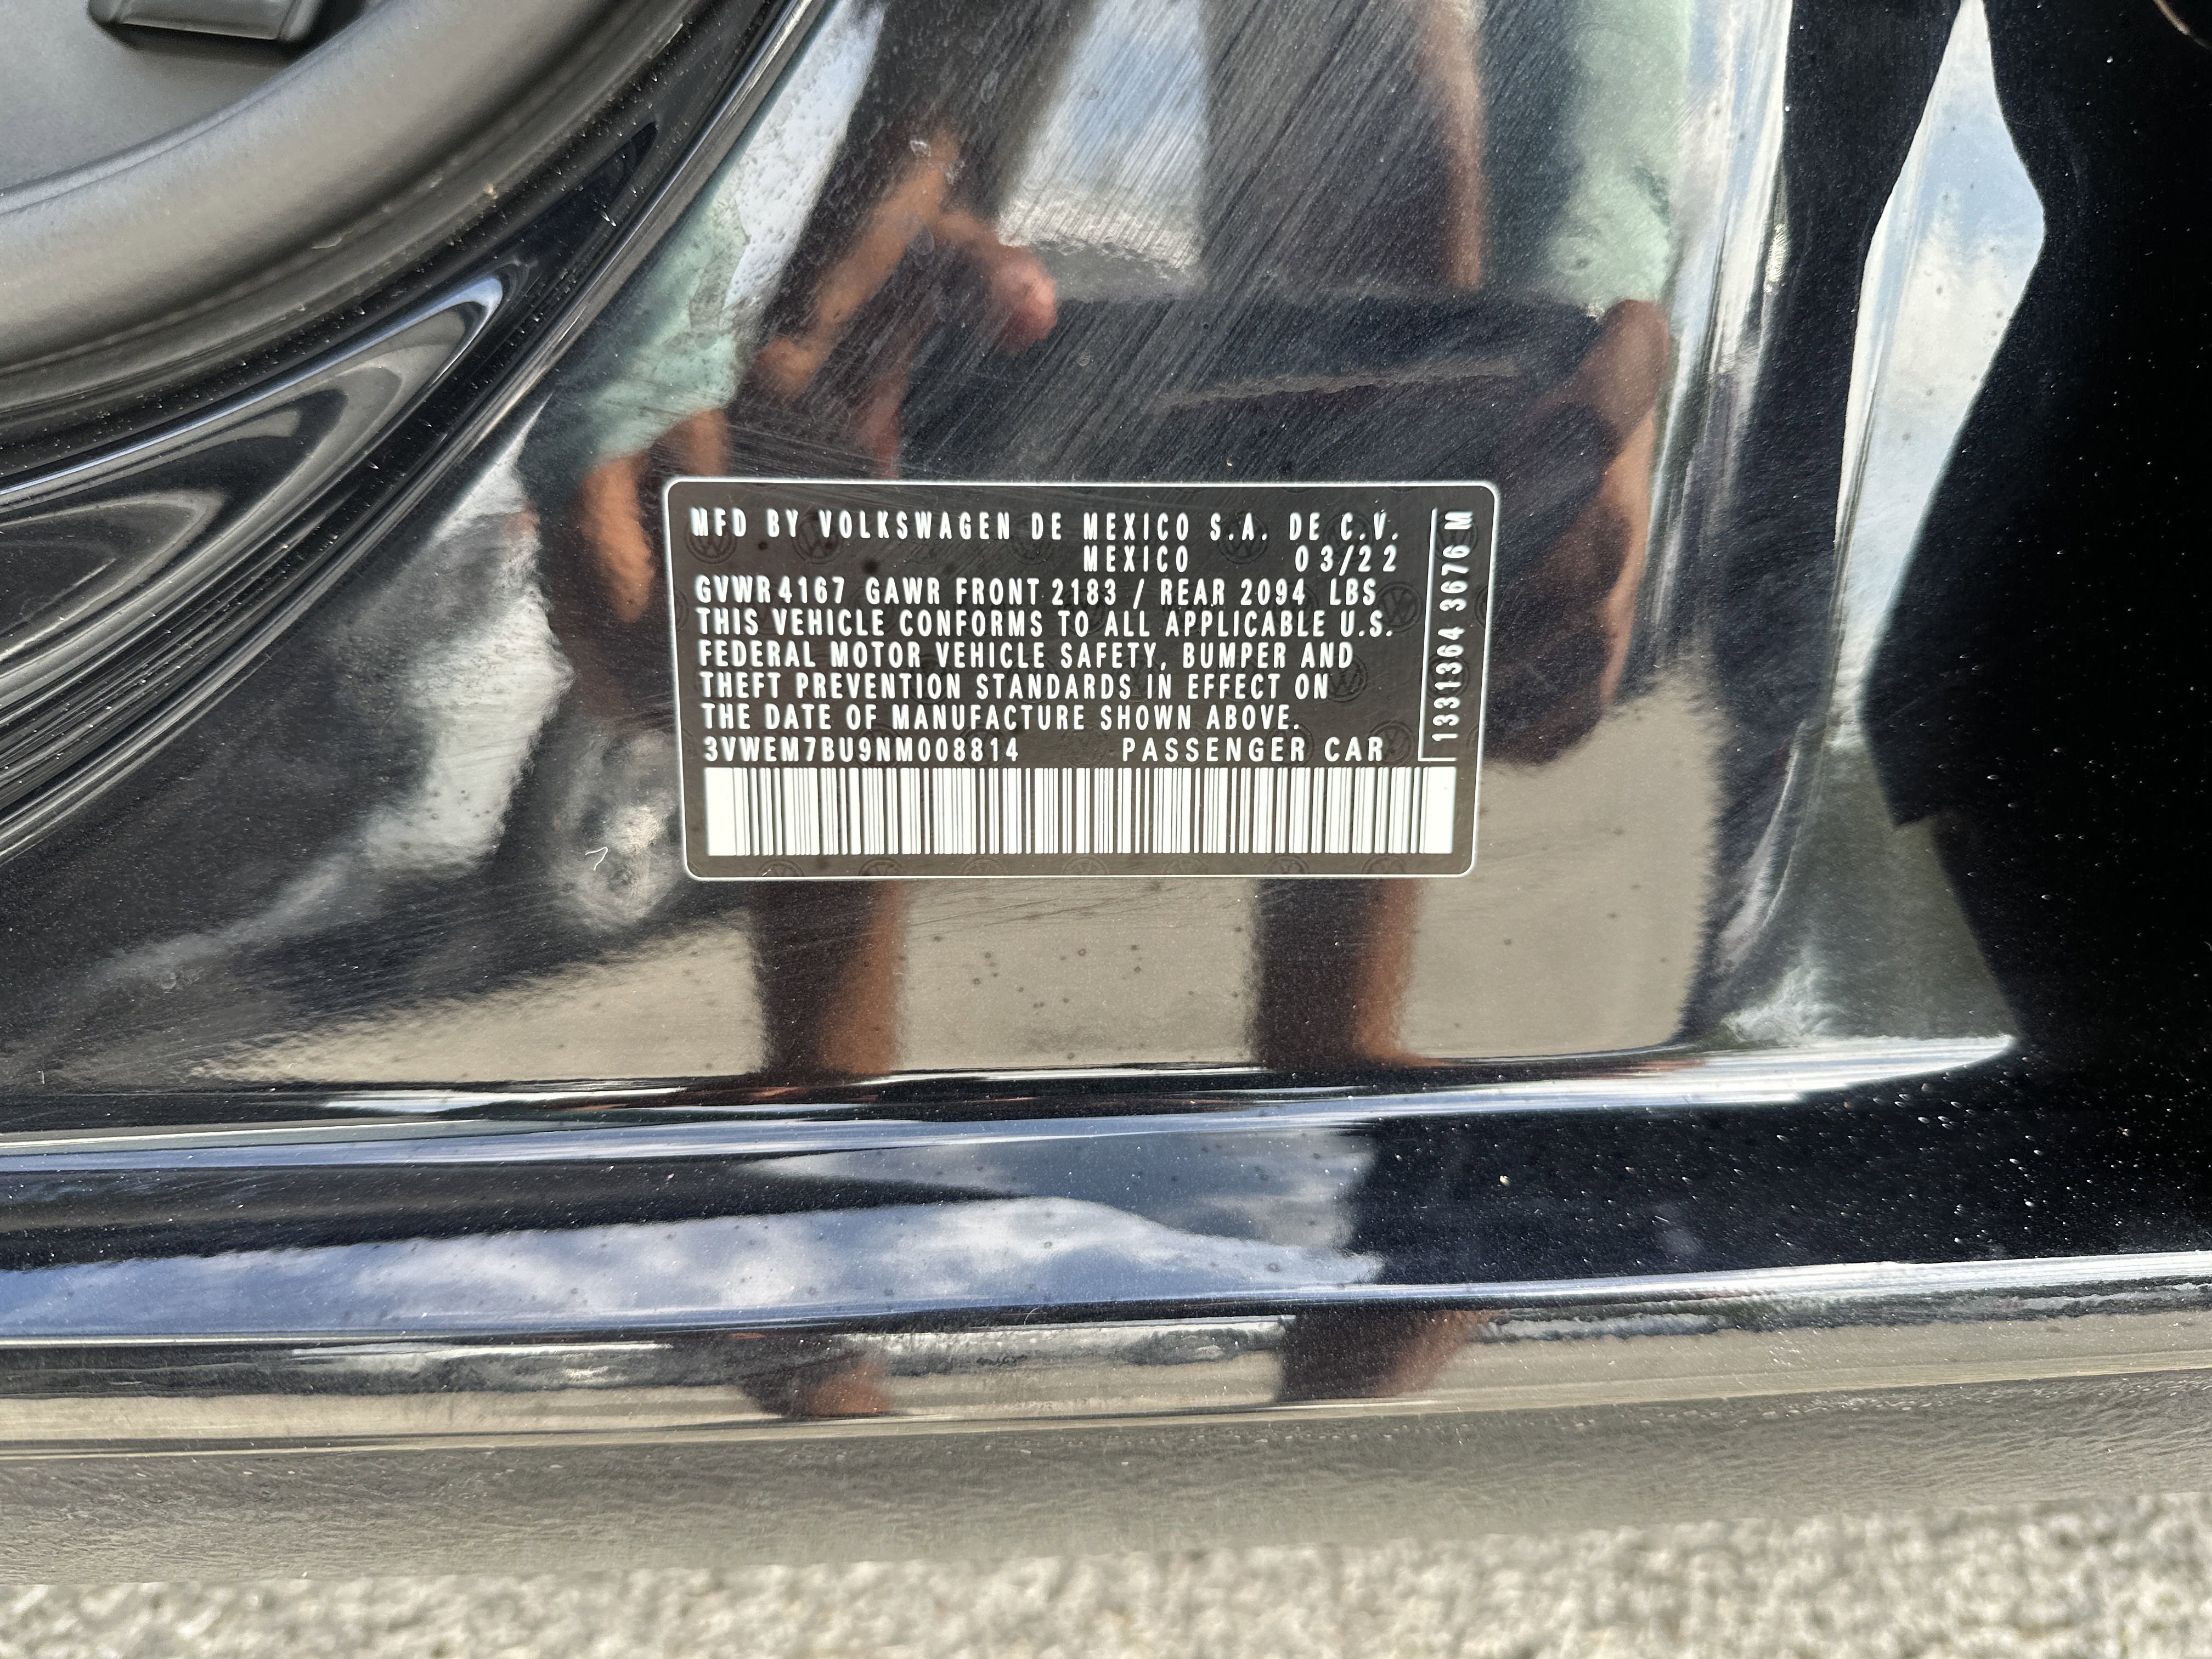 MFD BY VOLKSWAGEN DE MEXICO S.A. DE C.V.
MEXICO 03/22
GVWR 4167 GAWR FRONT 2183 / REAR 2094 LBS
THIS VEHICLE CONFORMS TO ALL APPLICABLE U.S.
FEDERAL MOTOR VEHICLE SAFETY, BUMPER AND
THEFT PREVENTION STANDARDS IN EFFECT ON
THE DATE OF MANUFACTURE SHOWN ABOVE.
3VWEM7BU9NM008814 PASSENGER CAR
1331364 3676 M